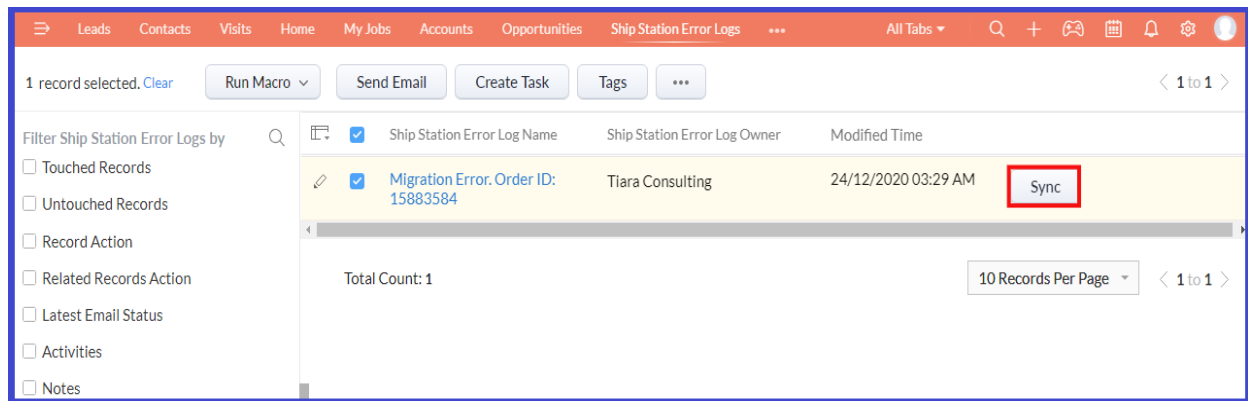 Leads Contacts Visits Home My Jobs Accounts Opportunities Ship Station Error Logs ••• All Tabs
1 record selected. Clear Run Macro Send Email Create Task Tags ••• 1 to 1
Filter Ship Station Error Logs by Ship Station Error Log Name Ship Station Error Log Owner Modified Time
Touched Records
Migration Error. Order ID: Tiara Consulting 24/12/2020 03:29 AM Sync
15883584
Untouched Records
Record Action
Related Records Action Total Count: 1 10 Records Per Page 1 to 1
Latest Email Status
Activities
Notes